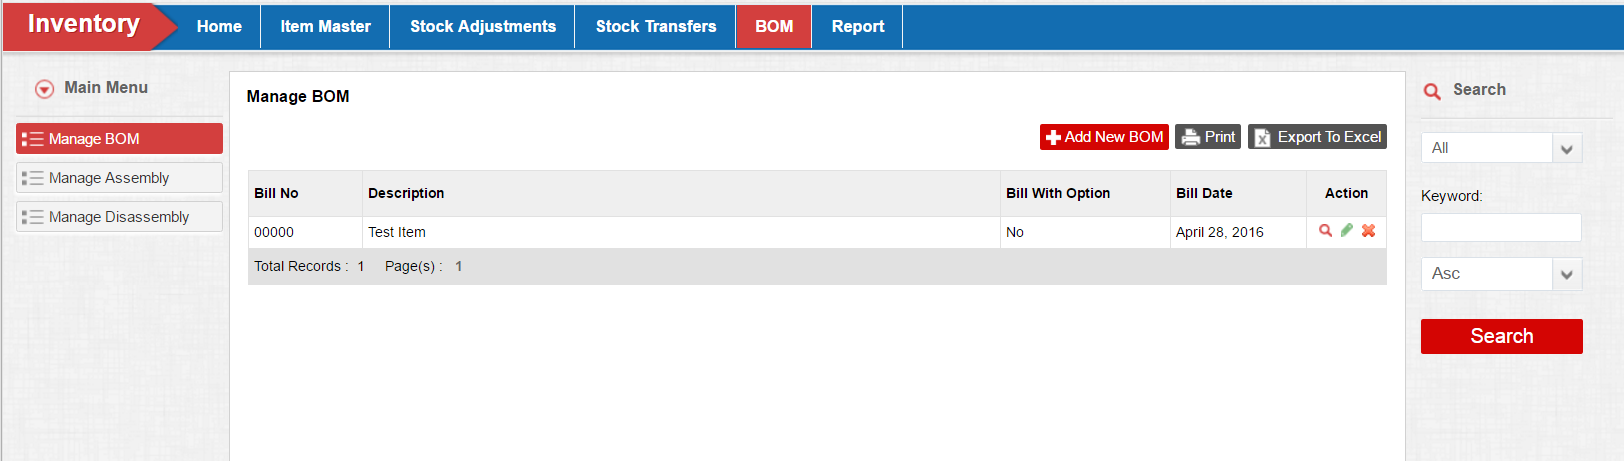 Inventory Home Item Master Stock Adjustments Stock Transfers BOM Report
Main Menu
Manage BOM
Manage Assembly
Manage Disassembly
Manage BOM
Add New BOM Print Export To Excel
Bill No Description Bill With Option Bill Date Action
00000 Test Item No April 28, 2016
Total Records : 1 Page(s) : 1
Search
All
Keyword:
Asc
Search